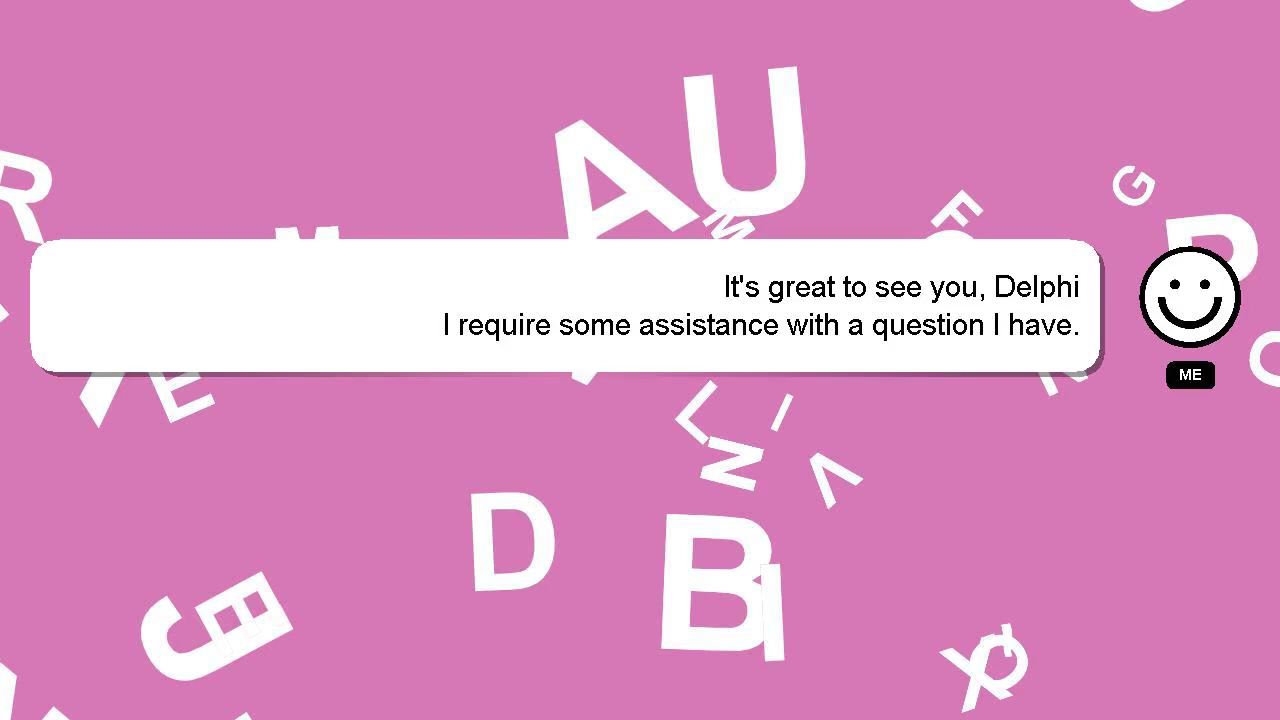 It's great to see you, Delphi
I require some assistance with a question I have.
ME
R
A
U
M
M
F
G
E
L
I
N
V
D
B
I
J
E
X
Q